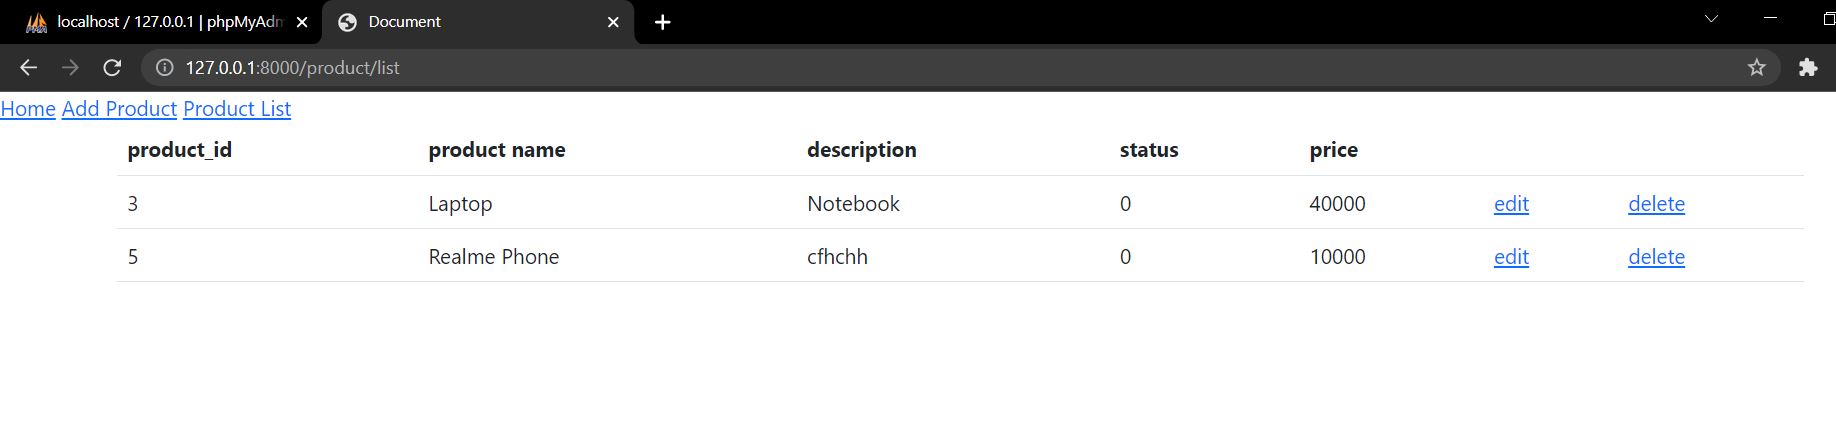 localhost / 127.0.0.1 | phpMyAdm
Document
127.0.0.1:8000/product/list
Home Add Product Product List
product_id product name description status price
3 Laptop Notebook 0 40000 edit delete
5 Realme Phone cfhchh 0 10000 edit delete